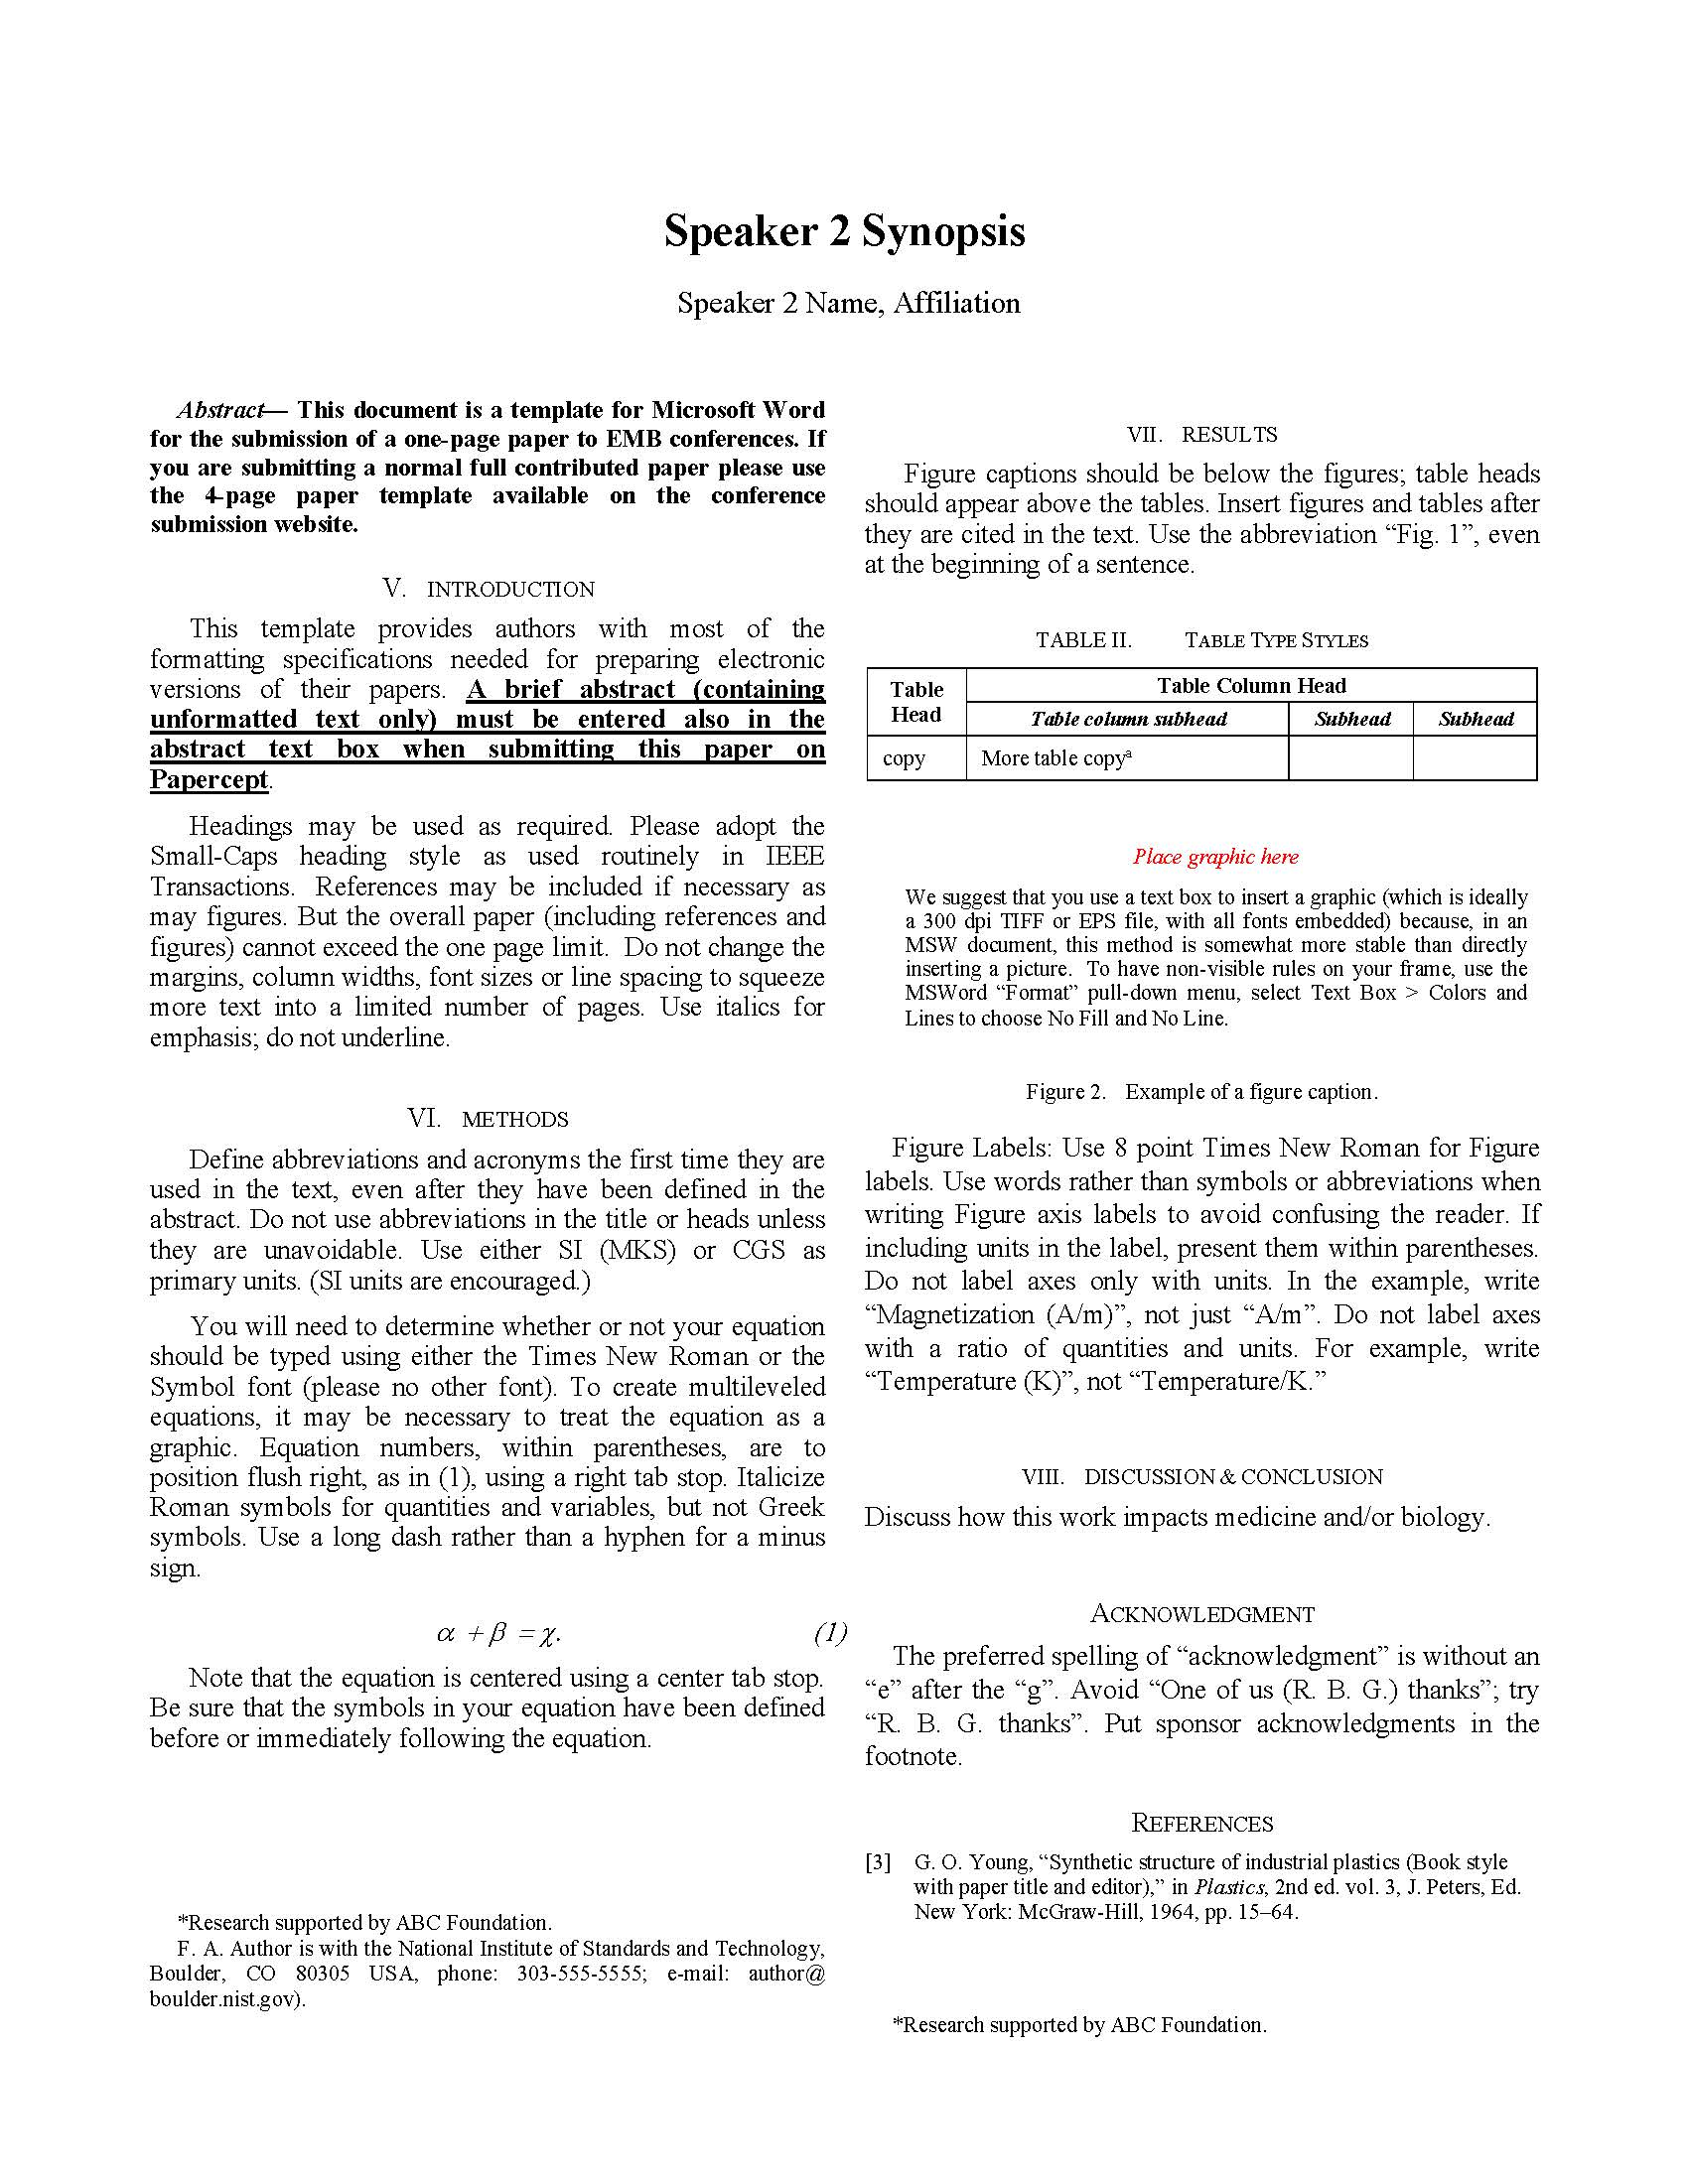 Speaker 2 Synopsis
Speaker 2 Name, Affiliation
Abstract— This document is a template for Microsoft Word
for the submission of a one-page paper to EMB conferences. If
you are submitting a normal full contributed paper please use
the 4-page paper template available on the conference
submission website.
V. INTRODUCTION
This template provides authors with most of the
formatting specifications needed for preparing electronic
versions of their papers. A brief abstract (containing
unformatted text only) must be entered also in the
abstract text box when submitting this paper on
Papercept.
Headings may be used as required. Please adopt the
Small-Caps heading style as used routinely in IEEE
Transactions. References may be included if necessary as
may figures. But the overall paper (including references and
figures) cannot exceed the one page limit. Do not change the
margins, column widths, font sizes or line spacing to squeeze
more text into a limited number of pages. Use italics for
emphasis; do not underline.
VI. METHODS
Define abbreviations and acronyms the first time they are
used in the text, even after they have been defined in the
abstract. Do not use abbreviations in the title or heads unless
they are unavoidable. Use either SI (MKS) or CGS as
primary units. (SI units are encouraged.)
You will need to determine whether or not your equation
should be typed using either the Times New Roman or the
Symbol font (please no other font). To create multileveled
equations, it may be necessary to treat the equation as a
graphic. Equation numbers, within parentheses, are to
position flush right, as in (1), using a right tab stop. Italicize
Roman symbols for quantities and variables, but not Greek
symbols. Use a long dash rather than a hyphen for a minus
sign.
α + β = χ. (1)
Note that the equation is centered using a center tab stop.
Be sure that the symbols in your equation have been defined
before or immediately following the equation.
*Research supported by ABC Foundation.
F. A. Author is with the National Institute of Standards and Technology,
Boulder, CO 80305 USA, phone: 303-555-5555; e-mail: author@
boulder.nist.gov).
VII. RESULTS
Figure captions should be below the figures; table heads
should appear above the tables. Insert figures and tables after
they are cited in the text. Use the abbreviation “Fig. 1”, even
at the beginning of a sentence.
TABLE II. TABLE TYPE STYLES
Table Head Table Column Head
Table column subhead Subhead Subhead
copy More table copyª
Place graphic here
We suggest that you use a text box to insert a graphic (which is ideally
a 300 dpi TIFF or EPS file, with all fonts embedded) because, in an
MSW document, this method is somewhat more stable than directly
inserting a picture. To have non-visible rules on your frame, use the
MSWord “Format” pull-down menu, select Text Box > Colors and
Lines to choose No Fill and No Line.
Figure 2. Example of a figure caption.
Figure Labels: Use 8 point Times New Roman for Figure
labels. Use words rather than symbols or abbreviations when
writing Figure axis labels to avoid confusing the reader. If
including units in the label, present them within parentheses.
Do not label axes only with units. In the example, write
“Magnetization (A/m)”, not just “A/m”. Do not label axes
with a ratio of quantities and units. For example, write
“Temperature (K)”, not “Temperature/K.”
VIII. DISCUSSION & CONCLUSION
Discuss how this work impacts medicine and/or biology.
ACKNOWLEDGMENT
The preferred spelling of “acknowledgment” is without an
“e” after the “g”. Avoid “One of us (R. B. G.) thanks”; try
“R. B. G. thanks”. Put sponsor acknowledgments in the
footnote.
REFERENCES
[3] G. O. Young, “Synthetic structure of industrial plastics (Book style
with paper title and editor),” in Plastics, 2nd ed. vol. 3, J. Peters, Ed.
New York: McGraw-Hill, 1964, pp. 15–64.
*Research supported by ABC Foundation.